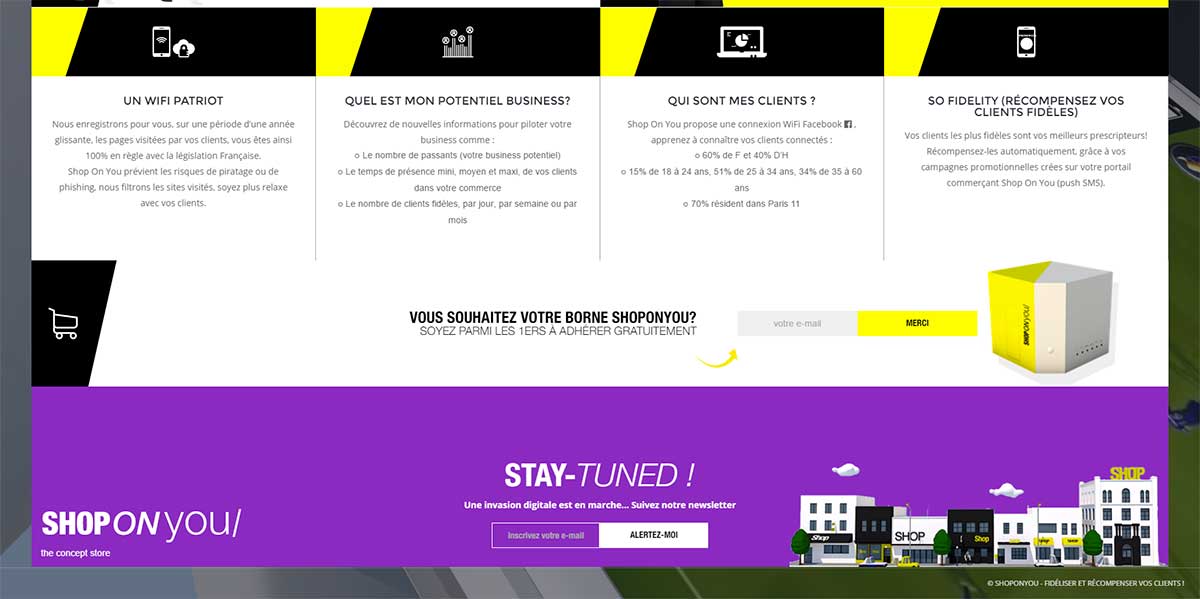 UN WIFI PATRIOT
Nous enregistrons pour vous, sur une période d'une année
glissante, les pages visitées par vos clients, vous êtes ainsi
100% en règle avec la législation Française.
Shop On You prévient les risques de piratage ou de
phishing, nous filtrons les sites visités, soyez plus relaxe
avec vos clients.
QUEL EST MON POTENTIEL BUSINESS?
Découvrez de nouvelles informations pour piloter votre
business comme :
o Le nombre de passants (votre business potentiel)
o Le temps de présence mini, moyen et maxi, de vos clients
dans votre commerce
o Le nombre de clients fidèles, par jour, par semaine ou par
mois
QUI SONT MES CLIENTS ?
Shop On You propose une connexion WiFi Facebook ,
apprenez à connaître vos clients connectés :
o 60% de F et 40% D'H
o 15% de 18 à 24 ans, 51% de 25 à 34 ans, 34% de 35 à 60
ans
o 70% résident dans Paris 11
SO FIDELITY (RÉCOMPENSEZ VOS
CLIENTS FIDÈLES)
Vos clients les plus fidèles sont vos meilleurs prescripteurs!
Récompensez-les automatiquement, grâce à vos
campagnes promotionnelles crées sur votre portail
commerçant Shop On You (push SMS).
VOUS SOUHAITEZ VOTRE BORNE SHOPONYOU?
SOYEZ PARMI LES 1ERS À ADHÉRER GRATUITEMENT
votre e-mail
MERCI
SHOPONyou/
STAY-TUNED !
Une invasion digitale est en marche... Suivez notre newsletter
Inscrivez votre e-mail
ALERTEZ-MOI
SHOP ON you/
the concept store
SHOP
Shop
SHOP
Shop
© SHOPONYOU - FIDÉLISER ET RÉCOMPENSER VOS CLIENTS !